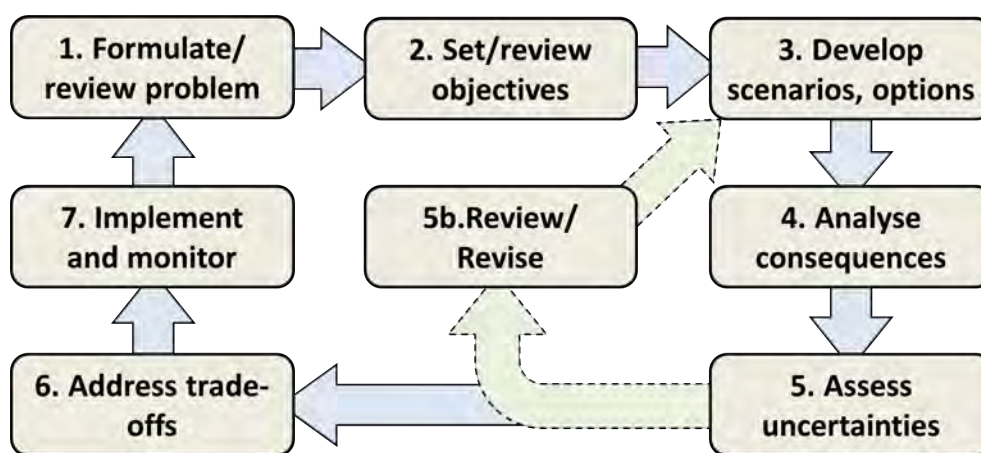 1. Formulate/
review problem
2. Set/review
objectives
3. Develop
scenarios, options
7. Implement
and monitor
5b.Review/
Revise
4. Analyse
consequences
6. Address trade-
offs
5. Assess
uncertainties